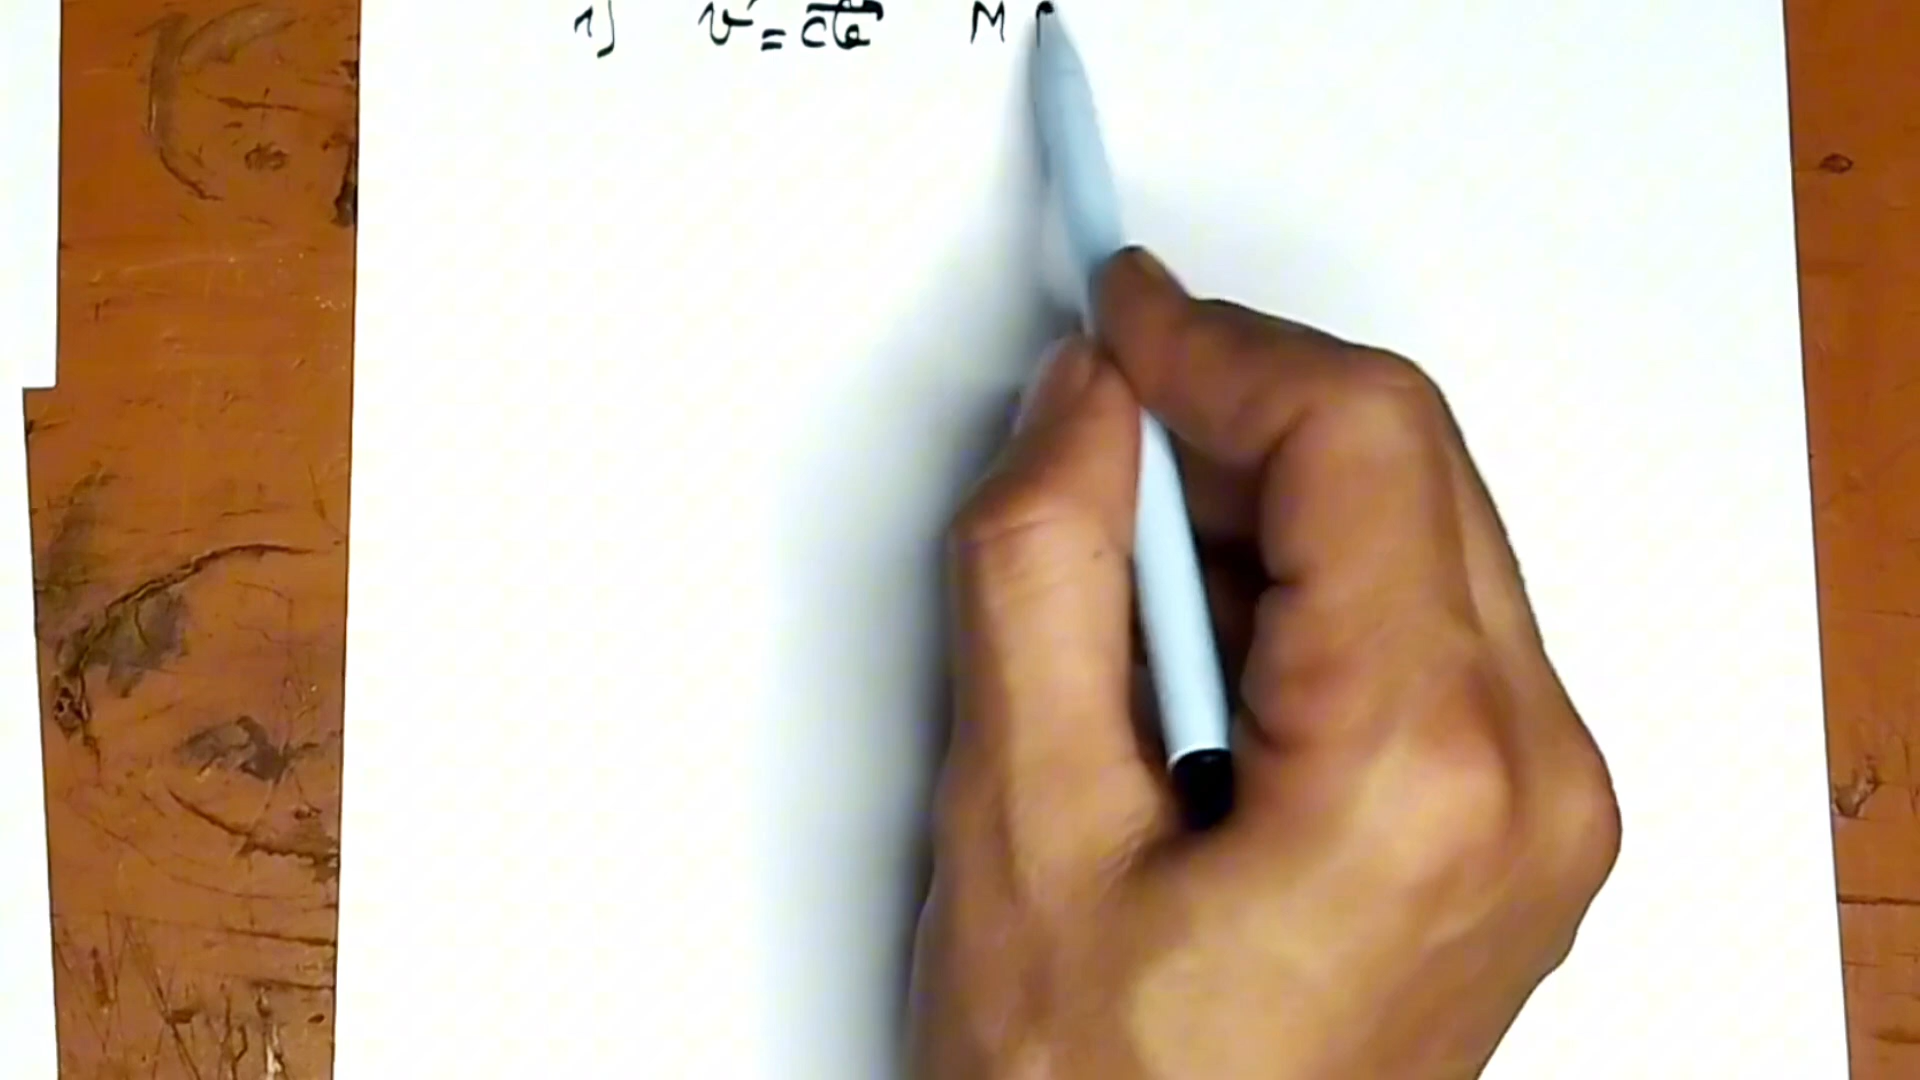 1) v = cte M